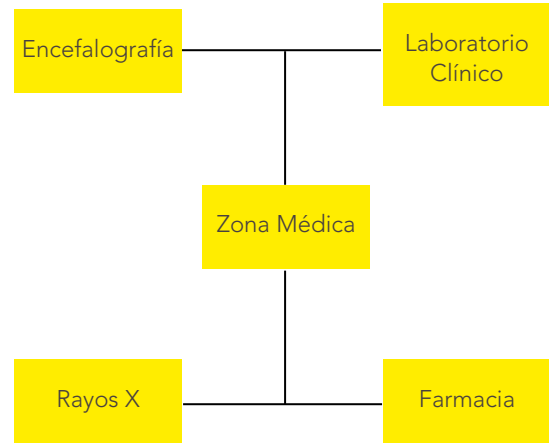 Encefalografía
Laboratorio
Clínico
Zona Médica
Rayos X
Farmacia